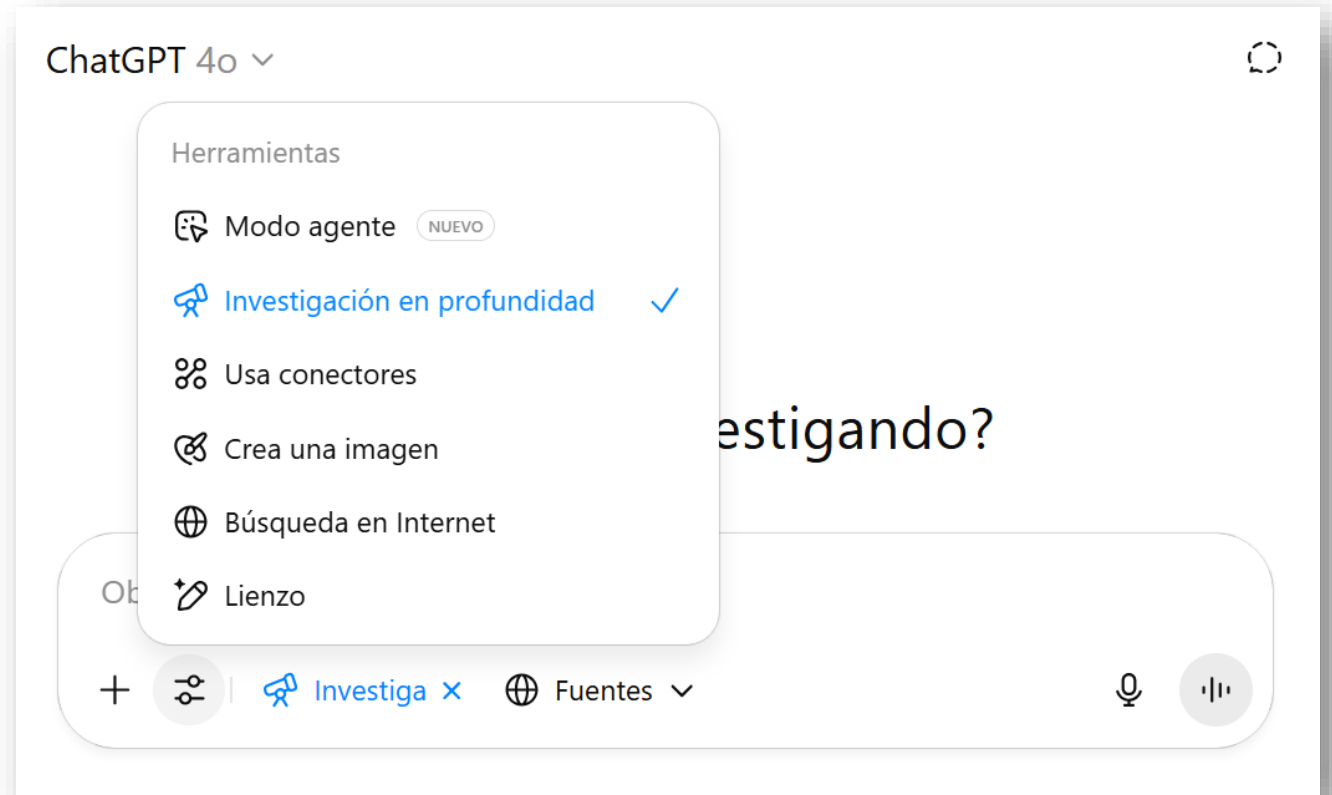 ChatGPT 4o
Herramientas
Modo agente NUEVO
Investigación en profundidad
Usa conectores
Crea una imagen
Búsqueda en Internet
Lienzo
estigando?
Ob
Investiga Fuentes